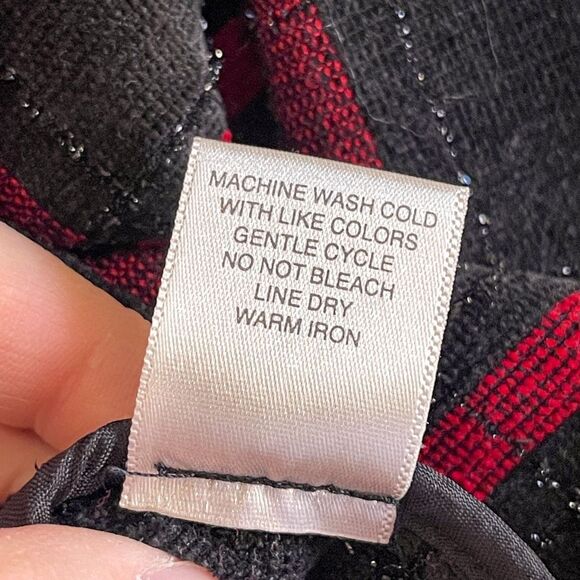 MACHINE WASH COLD
WITH LIKE COLORS
GENTLE CYCLE
NO NOT BLEACH
LINE DRY
WARM IRON